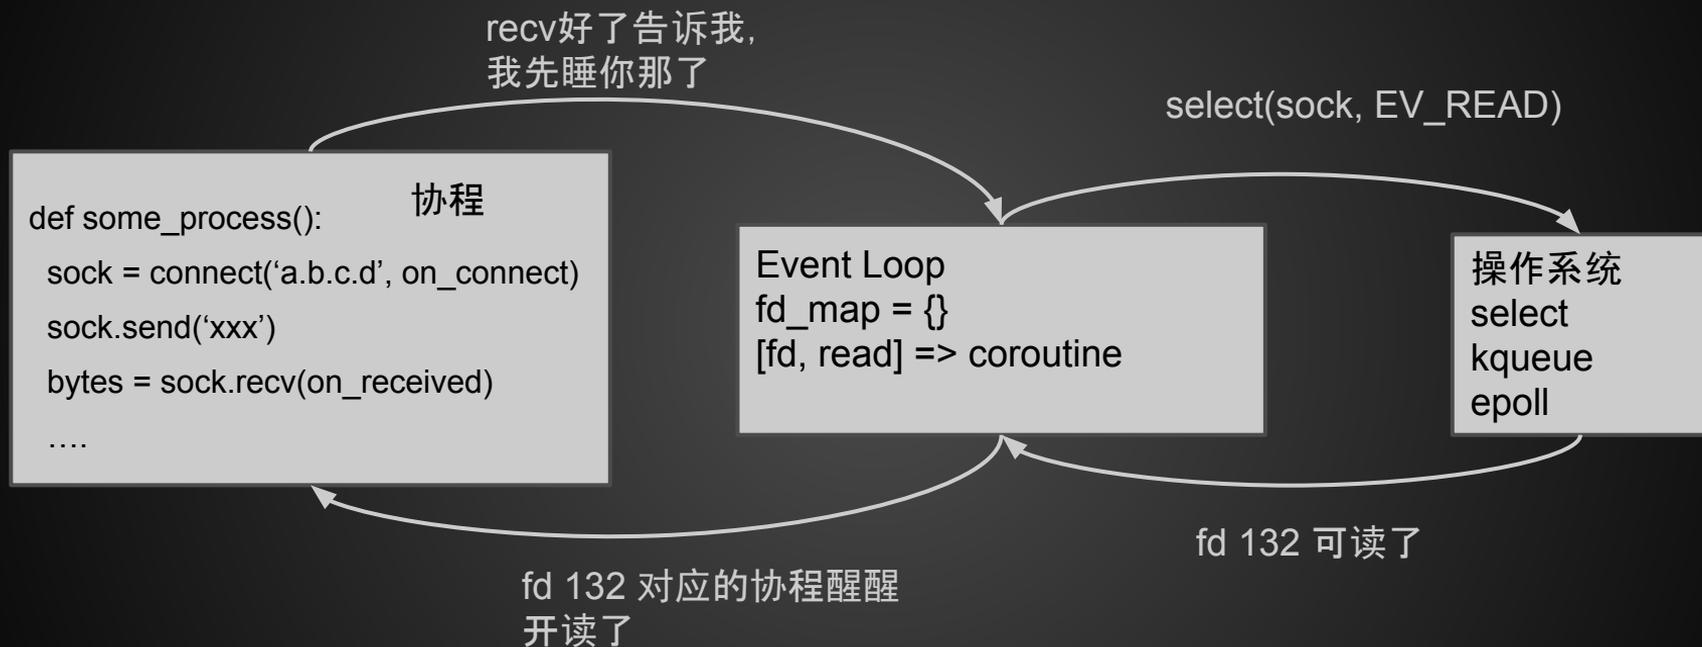 recv好了告诉我,
我先睡你那了
select(sock, EV_READ)
协程
def some_process():
sock = connect(‘a.b.c.d’, on_connect)
sock.send(‘xxx’)
bytes = sock.recv(on_received)
….
Event Loop
fd_map = {}
[fd, read] => coroutine
操作系统
select
kqueue
epoll
fd 132 可读了
fd 132 对应的协程醒醒
开读了